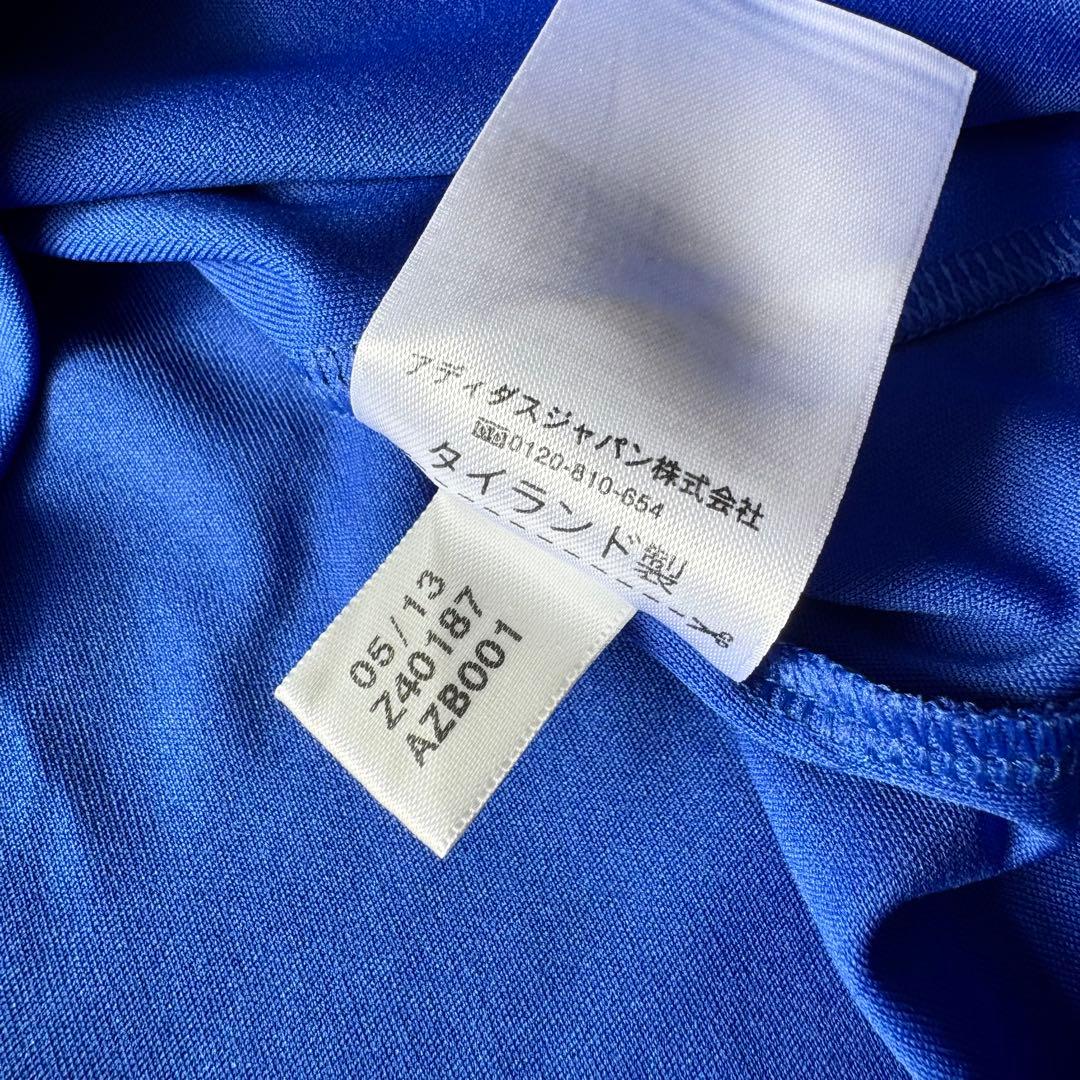 アディダスジャパン株式会社
0120-810-654
タイランド製
05/13
Z40187
AZB001